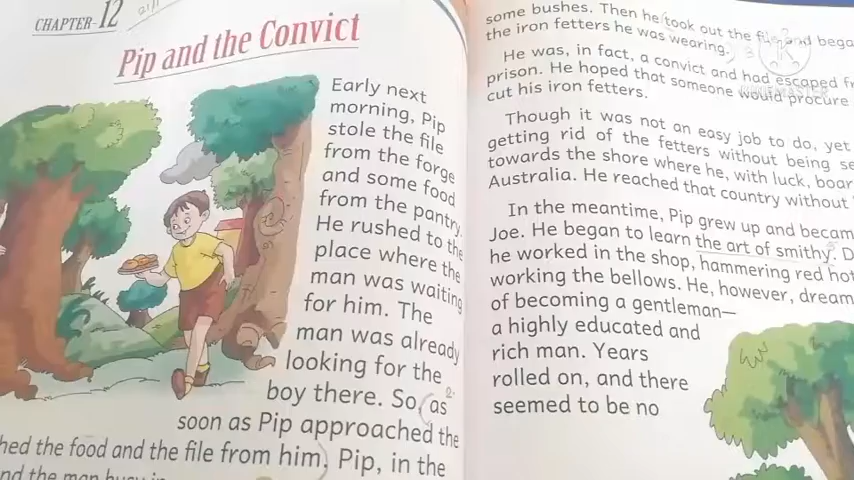 CHAPTER-12
Pip and the Convict
Early next
morning, Pip
stole the file
from the forge
and some food
from the pantry.
He rushed to the
place where the
man was waiting
for him. The
man was already
looking for the
boy there. So, as
soon as Pip approached the
the food and the file from him. Pip, in the
the man busy in
some bushes. Then he took out the file and bega
the iron fetters he was wearing.
He was, in fact, a convict and had escaped fr
prison. He hoped that someone would procure
cut his iron fetters.
Though it was not an easy job to do, yet
getting rid of the fetters without being se
towards the shore where he, with luck, boar
Australia. He reached that country without
In the meantime, Pip grew up and becam
Joe. He began to learn the art of smithy. D
he worked in the shop, hammering red hot
working the bellows. He, however, dream
of becoming a gentleman—
a highly educated and
rich man. Years
rolled on, and there
seemed to be no
KINEMASTER